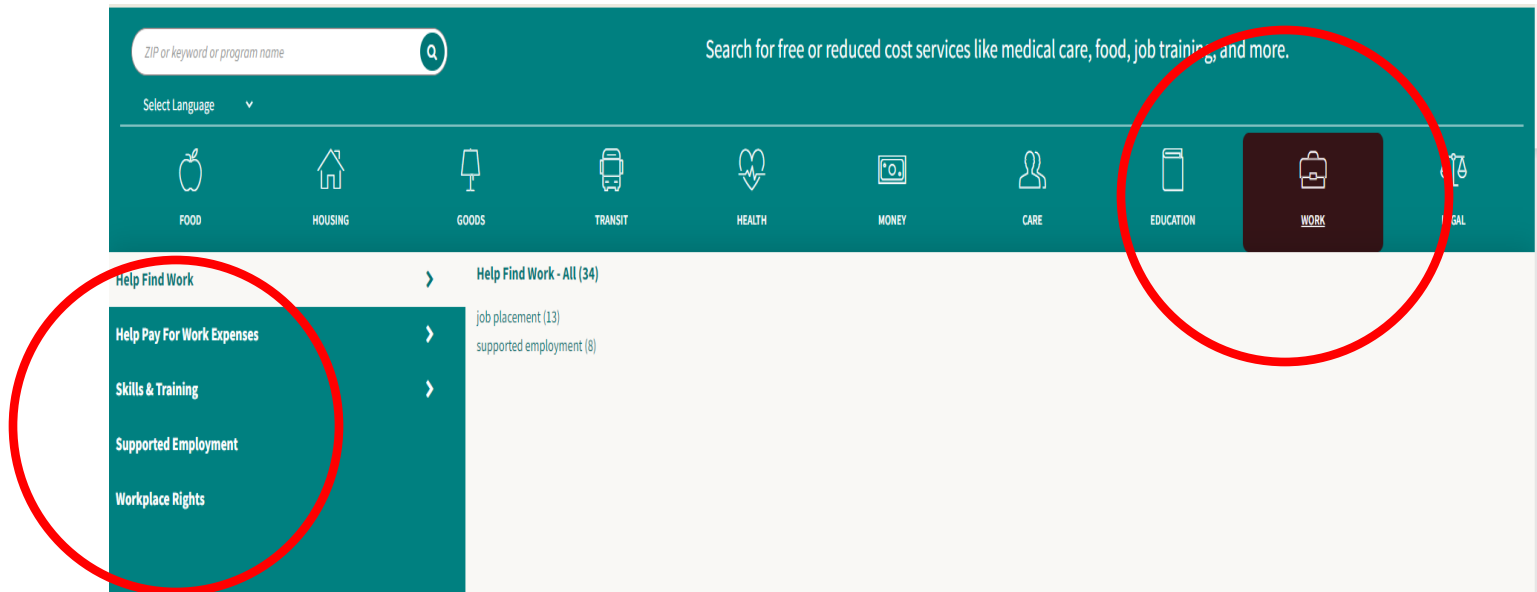 ZIP or keyword or program name
Search for free or reduced cost services like medical care, food, job training, and more.
Select Language
FOOD HOUSING GOODS TRANSIT HEALTH MONEY CARE EDUCATION WORK LEGAL
Help Find Work
Help Find Work - All (34)
job placement (13)
supported employment (8)
Help Pay For Work Expenses
Skills & Training
Supported Employment
Workplace Rights